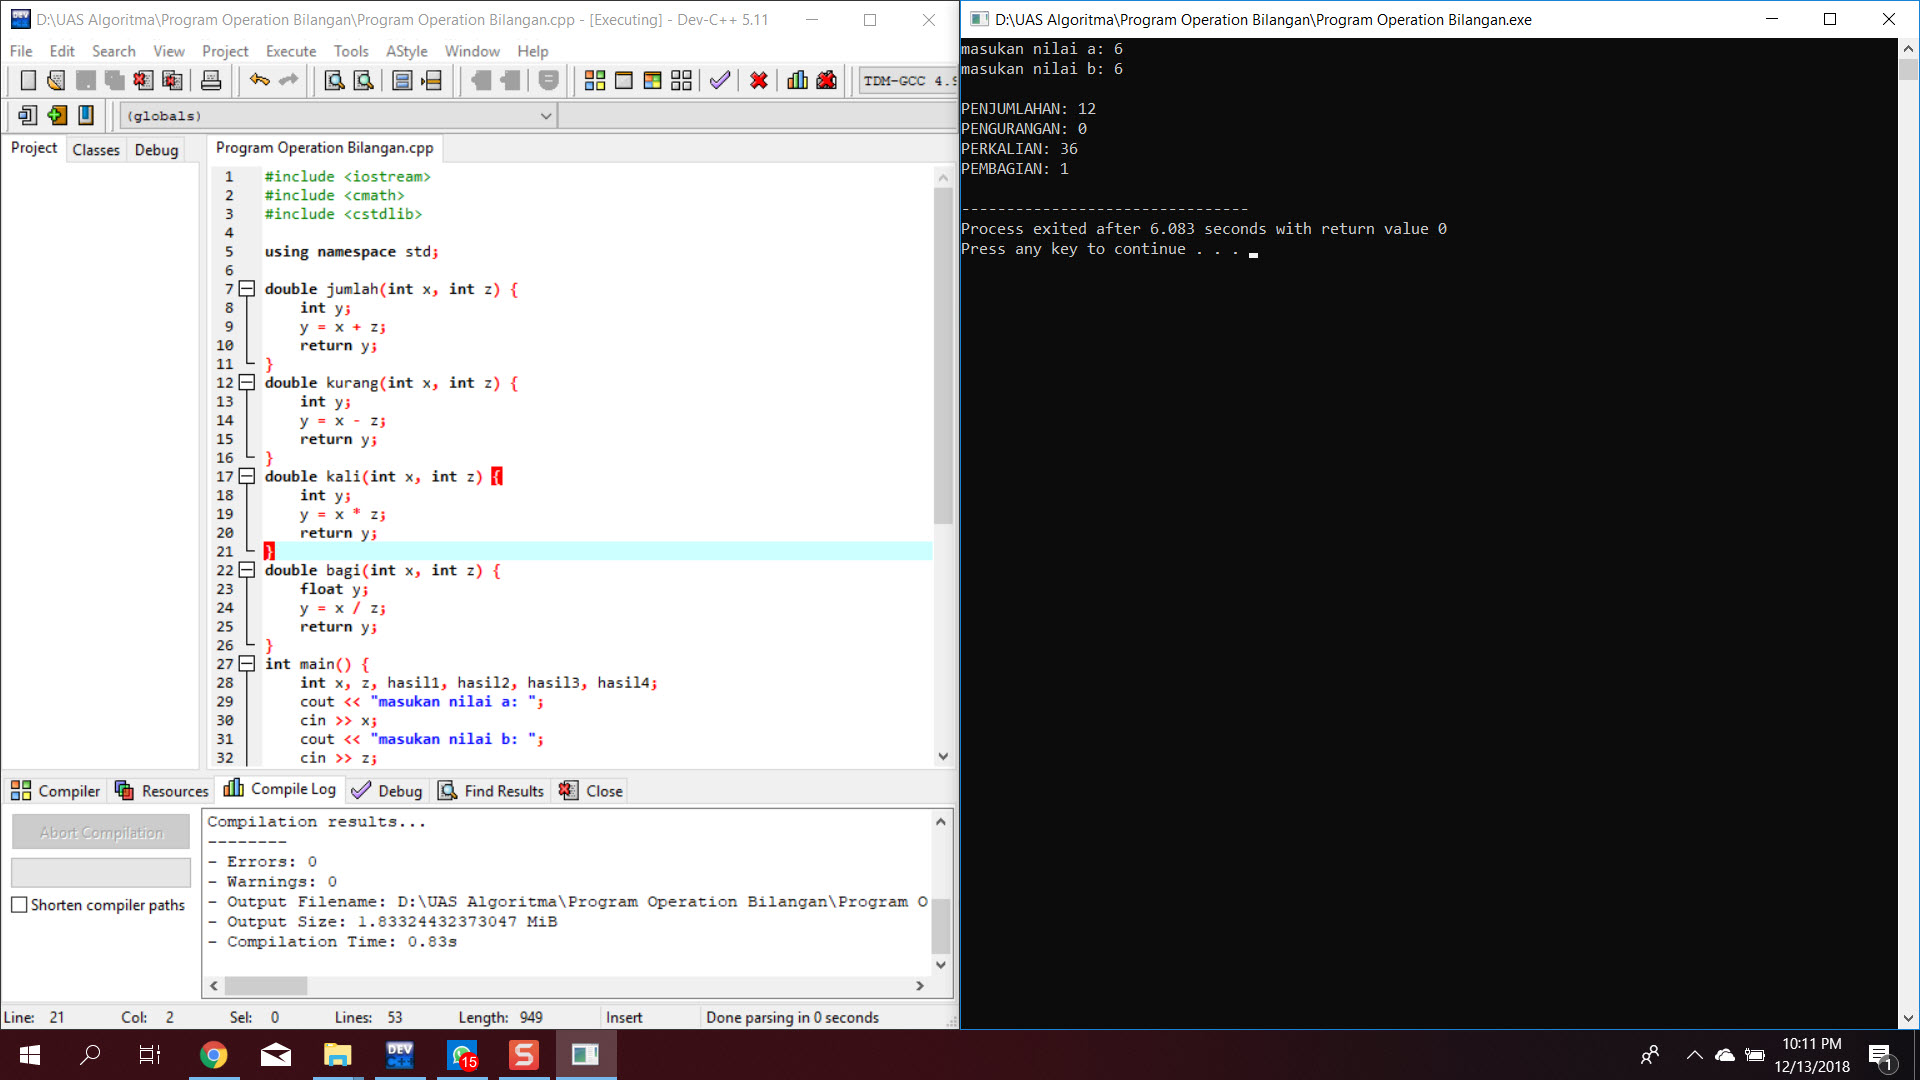 D:\UAS Algoritma\Program Operation Bilangan\Program Operation Bilangan.cpp - [Executing] - Dev-C++ 5.11
File Edit Search View Project Execute Tools AStyle Window Help
TDM-GCC 4.9
(globals)
Project Classes Debug
Program Operation Bilangan.cpp
1 #include <iostream>
2 #include <cmath>
3 #include <cstdlib>
4
5 using namespace std;
6
7 double jumlah(int x, int z) {
8 int y;
9 y = x + z;
10 return y;
11 }
12 double kurang(int x, int z) {
13 int y;
14 y = x - z;
15 return y;
16 }
17 double kali(int x, int z) {
18 int y;
19 y = x * z;
20 return y;
21 }
22 double bagi(int x, int z) {
23 float y;
24 y = x / z;
25 return y;
26 }
27 int main() {
28 int x, z, hasil1, hasil2, hasil3, hasil4;
29 cout << "masukan nilai a: ";
30 cin >> x;
31 cout << "masukan nilai b: ";
32 cin >> z;
Compiler Resources Compile Log Debug Find Results Close
Abort Compilation
Shorten compiler paths
Compilation results...
--------
- Errors: 0
- Warnings: 0
- Output Filename: D:\UAS Algoritma\Program Operation Bilangan\Program O
- Output Size: 1.83324432373047 MiB
- Compilation Time: 0.83s
Line: 21 Col: 2 Sel: 0 Lines: 53 Length: 949 Insert Done parsing in 0 seconds
D:\UAS Algoritma\Program Operation Bilangan\Program Operation Bilangan.exe
masukan nilai a: 6
masukan nilai b: 6
PENJUMLAHAN: 12
PENGURANGAN: 0
PERKALIAN: 36
PEMBAGIAN: 1
--------------------------------
Process exited after 6.083 seconds with return value 0
Press any key to continue . . .
DEV
C++
15
S
10:11 PM
12/13/2018
1